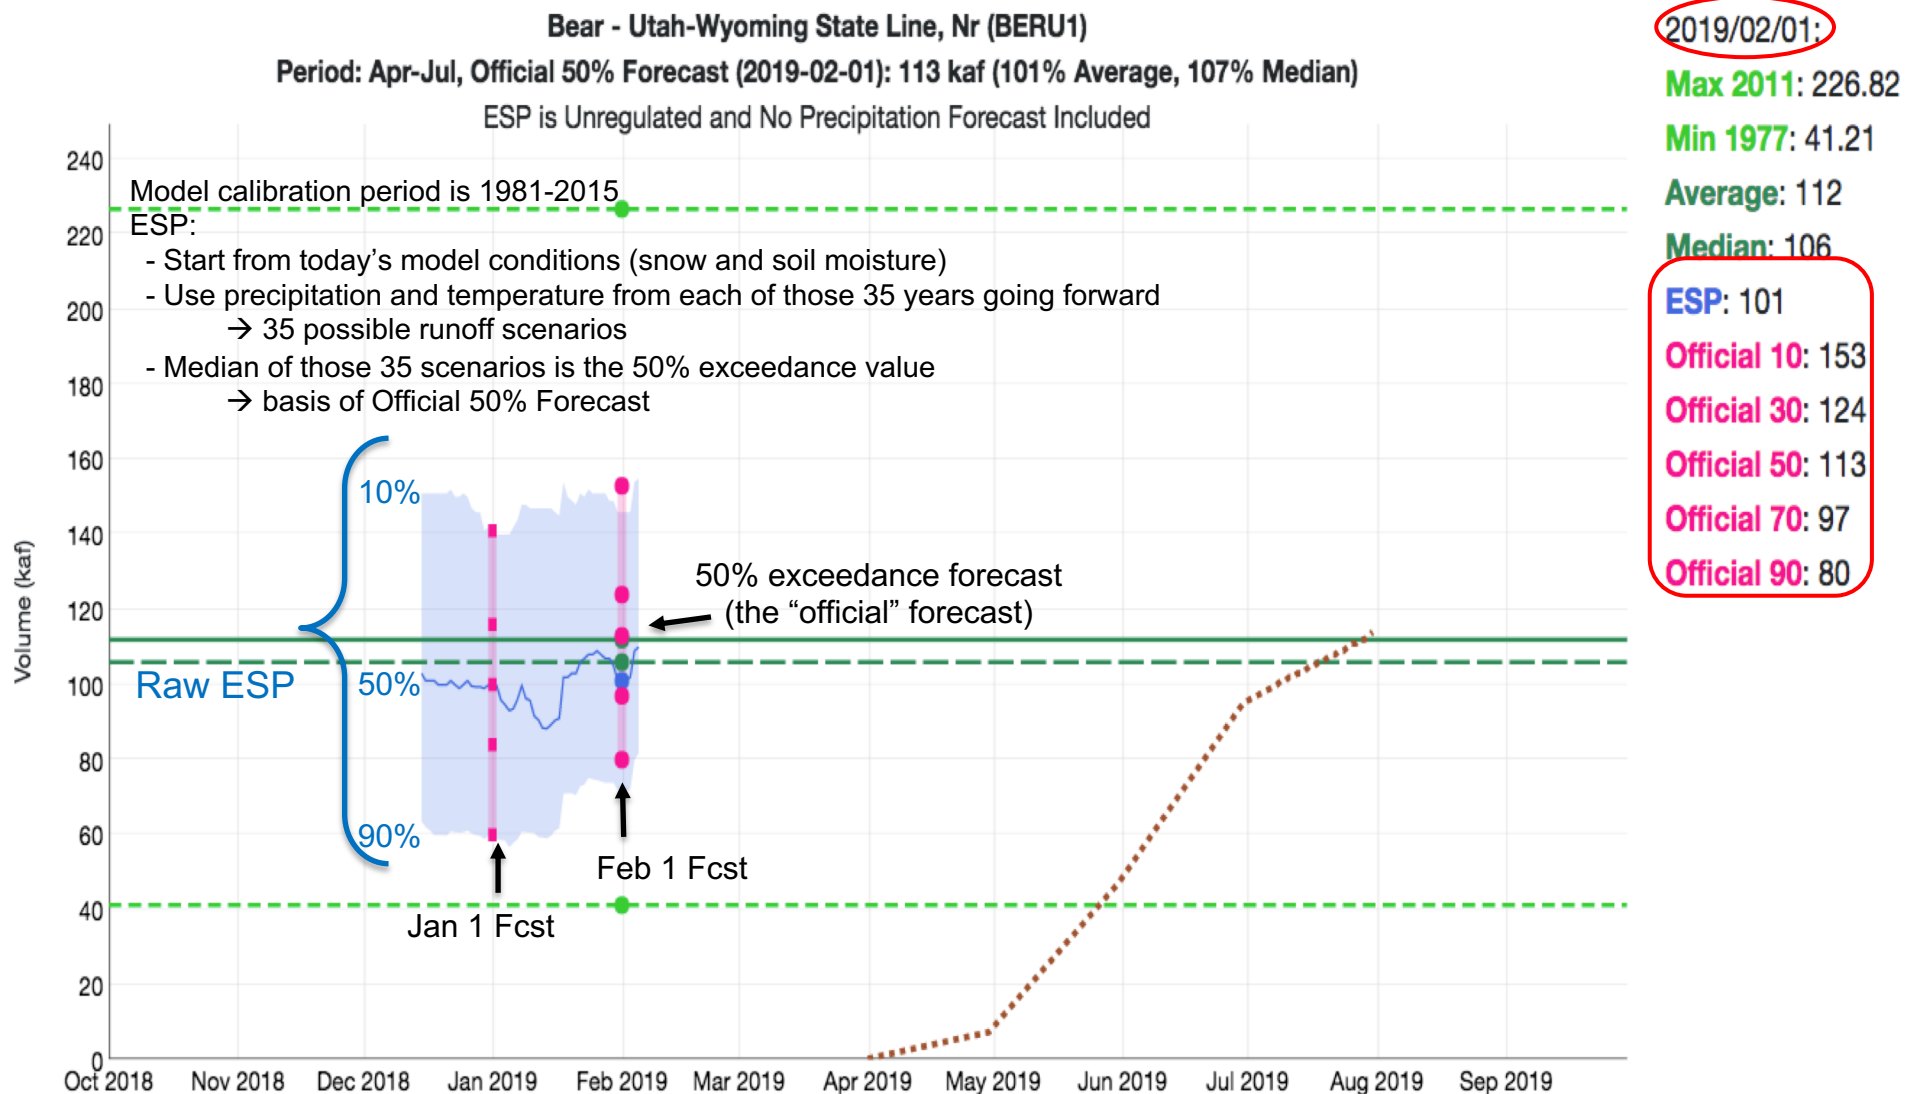 Bear - Utah-Wyoming State Line, Nr (BERU1)
Period: Apr-Jul, Official 50% Forecast (2019-02-01): 113 kaf (101% Average, 107% Median)
ESP is Unregulated and No Precipitation Forecast Included
2019/02/01:
Max 2011: 226.82
Min 1977: 41.21
Average: 112
Median: 106
ESP: 101
Official 10: 153
Official 30: 124
Official 50: 113
Official 70: 97
Official 90: 80
Model calibration period is 1981-2015
ESP:
- Start from today’s model conditions (snow and soil moisture)
- Use precipitation and temperature from each of those 35 years going forward
→ 35 possible runoff scenarios
- Median of those 35 scenarios is the 50% exceedance value
→ basis of Official 50% Forecast
10%
50%
90%
Raw ESP
50% exceedance forecast
(the “official” forecast)
Feb 1 Fcst
Jan 1 Fcst
Volume (kaf)
240
220
200
180
160
140
120
100
80
60
40
20
0
Oct 2018 Nov 2018 Dec 2018 Jan 2019 Feb 2019 Mar 2019 Apr 2019 May 2019 Jun 2019 Jul 2019 Aug 2019 Sep 2019